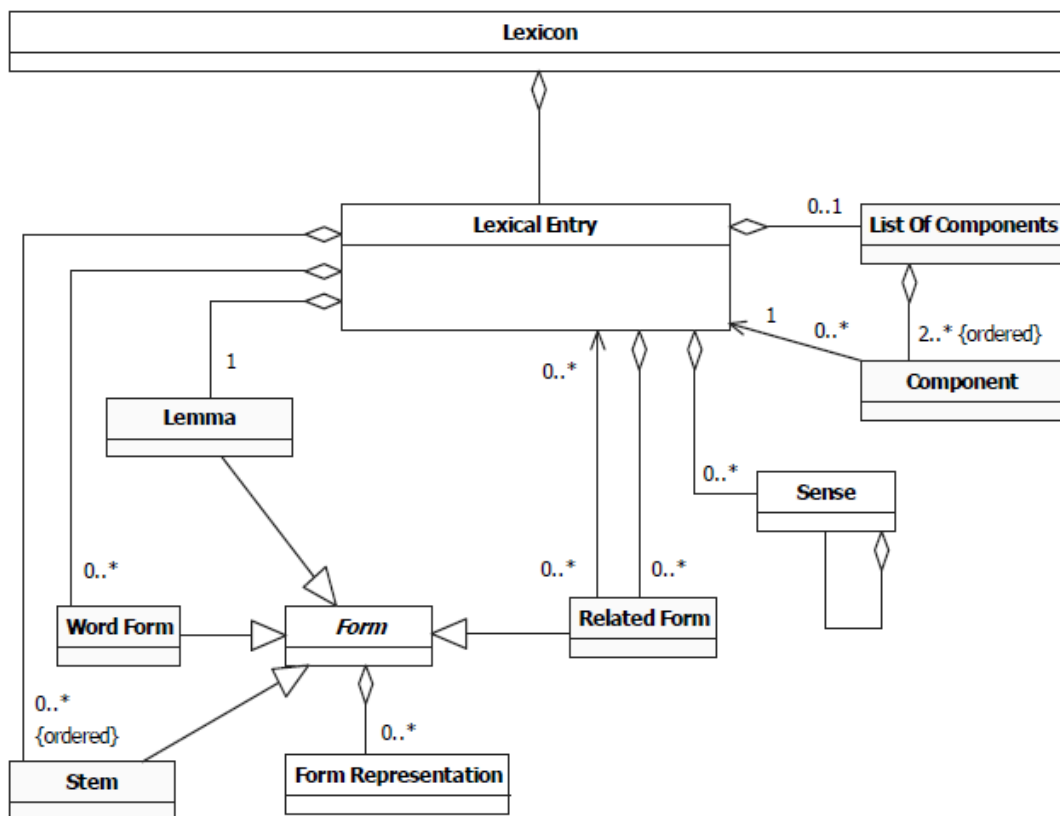 Lexicon
Lexical Entry
0..1
List Of Components
1
0..*
2..* {ordered}
Component
0..*
1
Lemma
0..*
Sense
0..*
0..*
0..*
Word Form
Form
Related Form
0..*
{ordered}
0..*
Stem
Form Representation